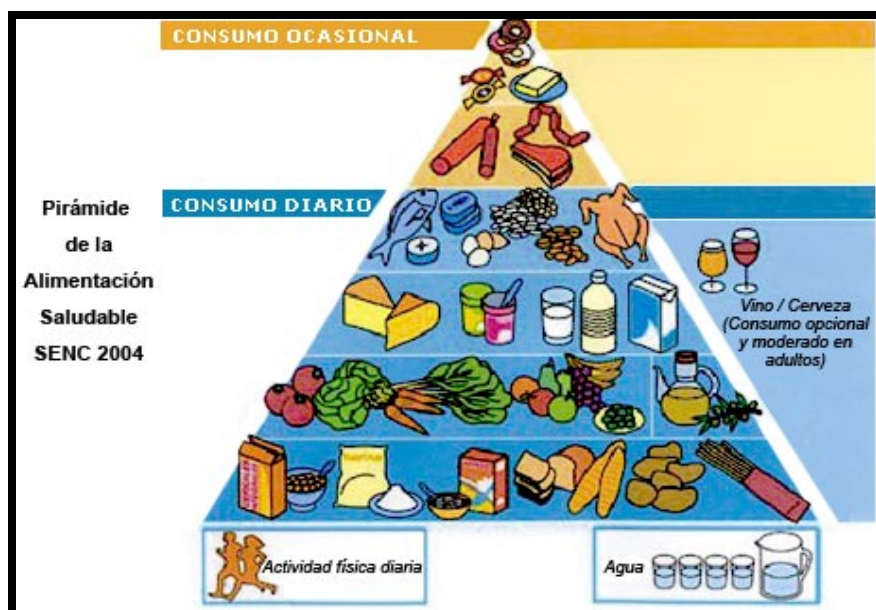 CONSUMO OCASIONAL
CONSUMO DIARIO
Pirámide
de la
Alimentación
Saludable
SENC 2004
Vino / Cerveza
(Consumo opcional
y moderado en
adultos)
Actividad física diaria
Agua